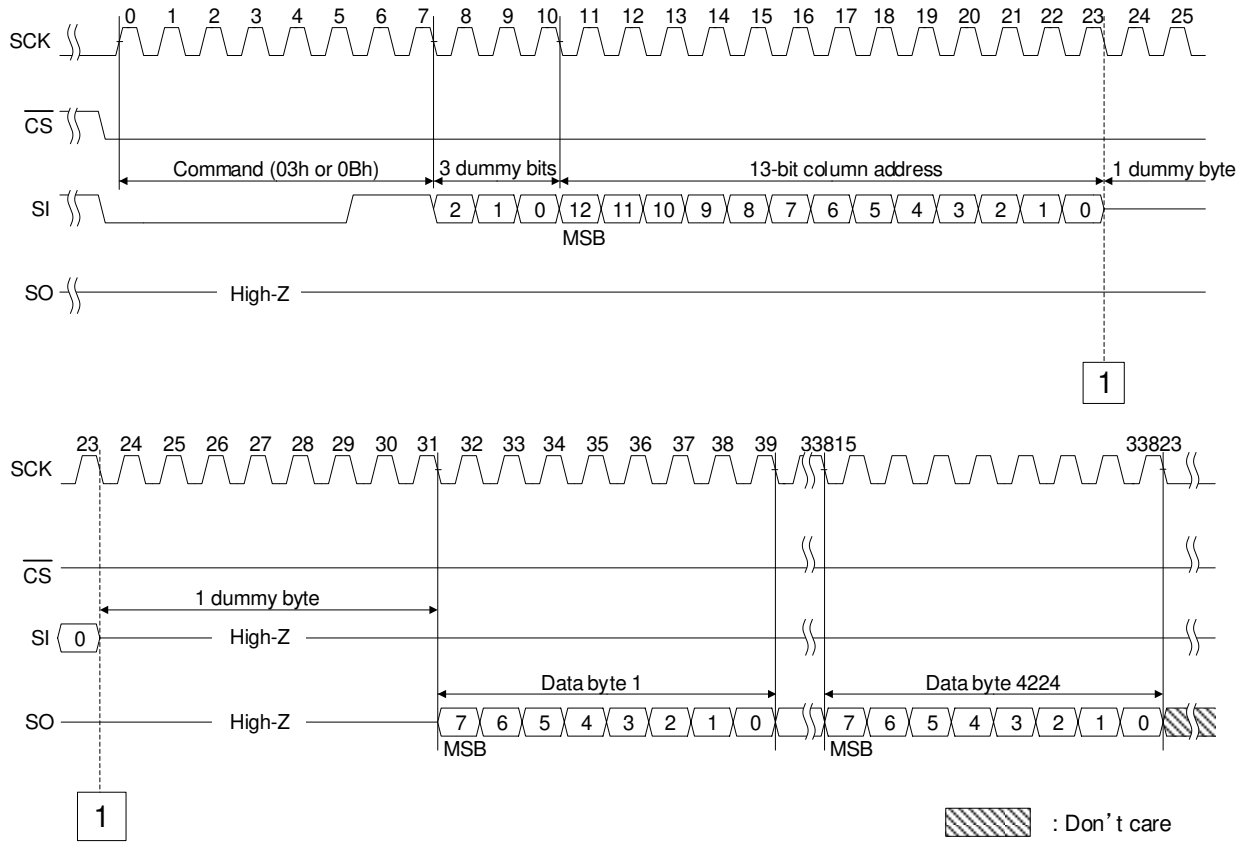 0 1 2 3 4 5 6 7 8 9 10 11 12 13 14 15 16 17 18 19 20 21 22 23 24 25
SCK
CS
Command (03h or 0Bh) 3 dummy bits 13-bit column address 1 dummy byte
SI 2 1 0 12 11 10 9 8 7 6 5 4 3 2 1 0
MSB
SO High-Z
1
23 24 25 26 27 28 29 30 31 32 33 34 35 36 37 38 39 33815 33823
SCK
CS
1 dummy byte
SI 0 High-Z
Data byte 1 Data byte 4224
SO High-Z 7 6 5 4 3 2 1 0 7 6 5 4 3 2 1 0
MSB MSB
1
: Don't care